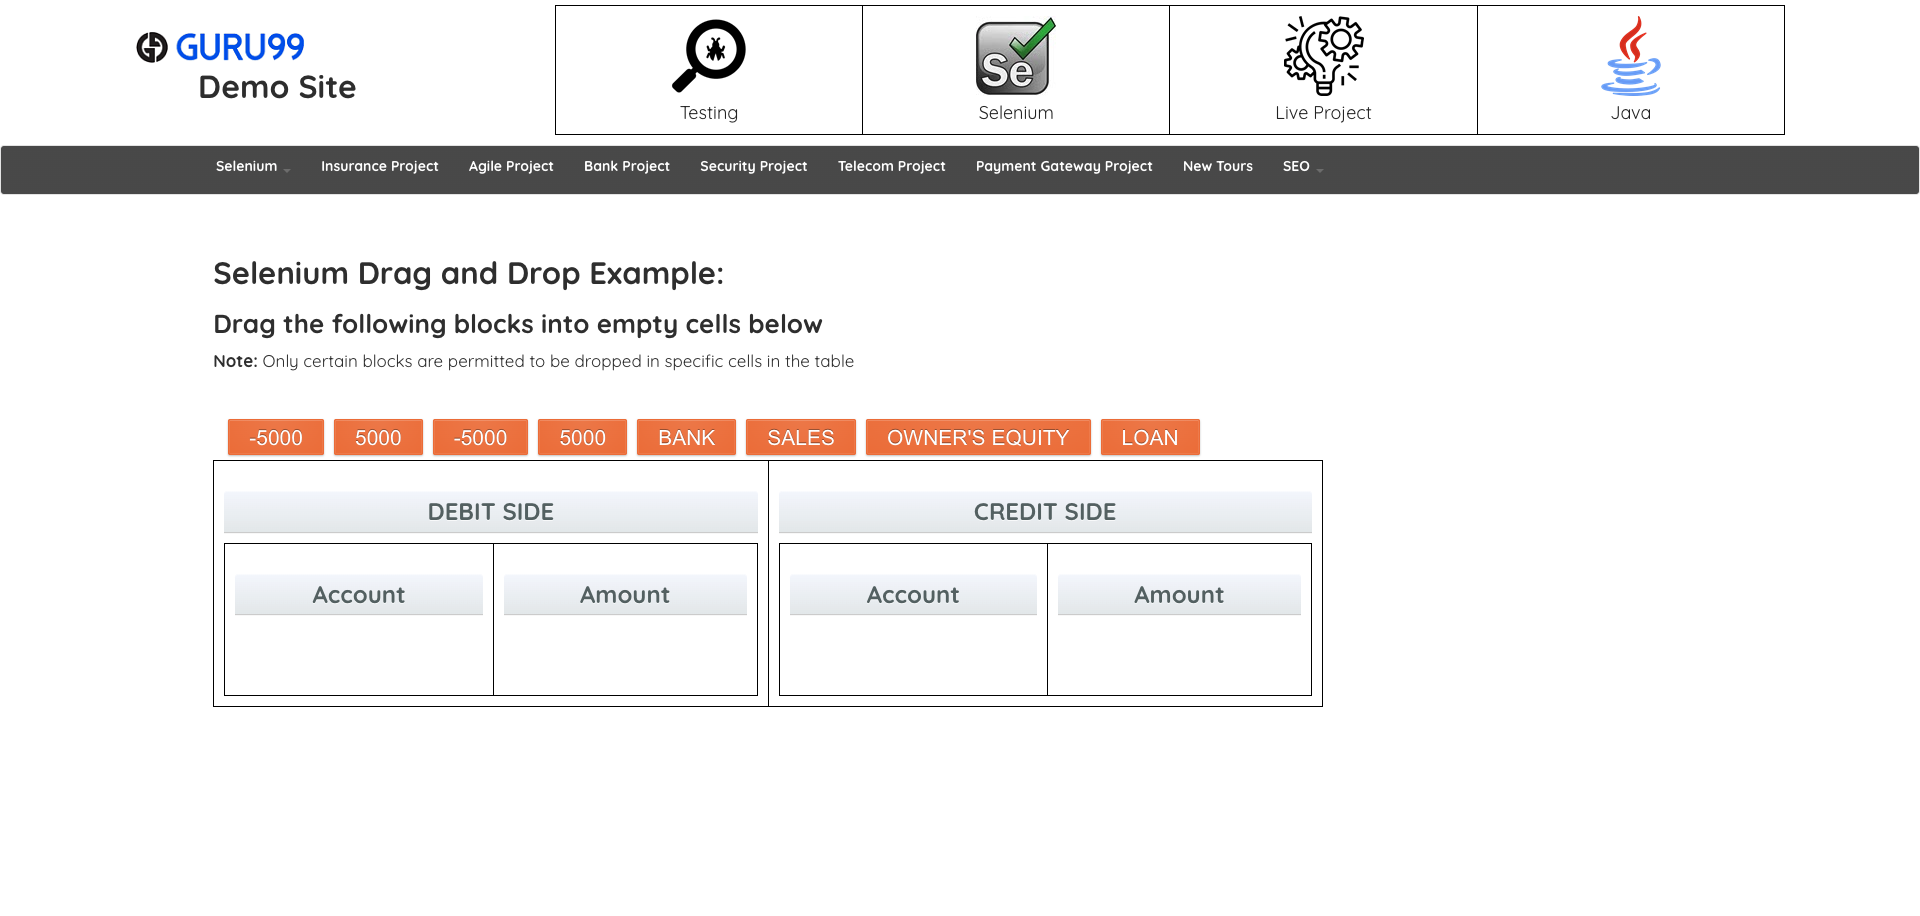 GURU99
Demo Site
Testing
Se
Selenium
Live Project
Java
Selenium Insurance Project Agile Project Bank Project Security Project Telecom Project Payment Gateway Project New Tours SEO
Selenium Drag and Drop Example:
Drag the following blocks into empty cells below
Note: Only certain blocks are permitted to be dropped in specific cells in the table
-5000 5000 -5000 5000 BANK SALES OWNER'S EQUITY LOAN
DEBIT SIDE CREDIT SIDE
Account Amount Account Amount